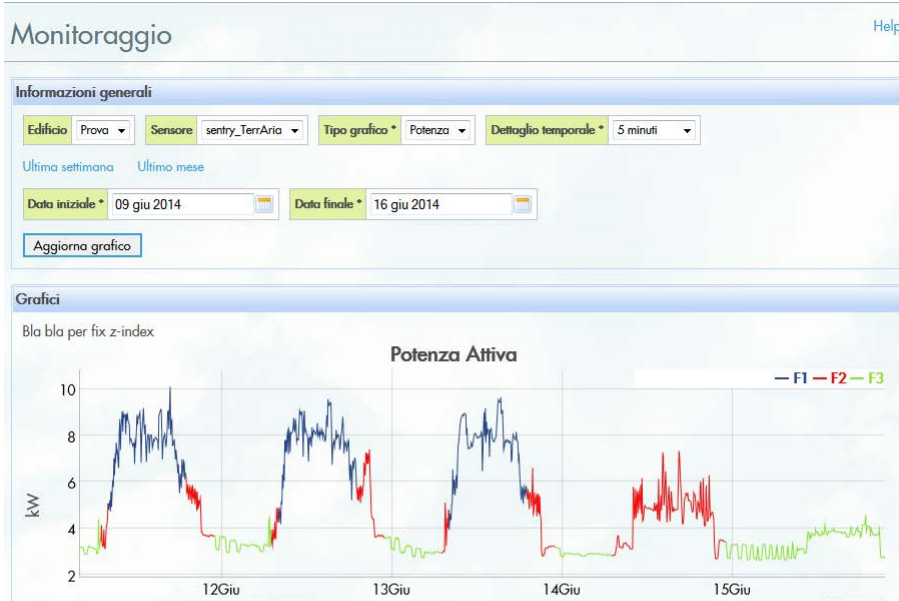 Monitoraggio
Help
Informazioni generali
Edificio Prova Sensore sentry_TerrAria Tipo grafico * Potenza Dettaglio temporale * 5 minuti
Ultima settimana Ultimo mese
Data iniziale * 09 giu 2014 Data finale * 16 giu 2014
Aggiorna grafico
Grafici
Bla bla per fix z-index
Potenza Attiva
F1 F2 F3
10
8
6
4
2
kW
12Giu 13Giu 14Giu 15Giu